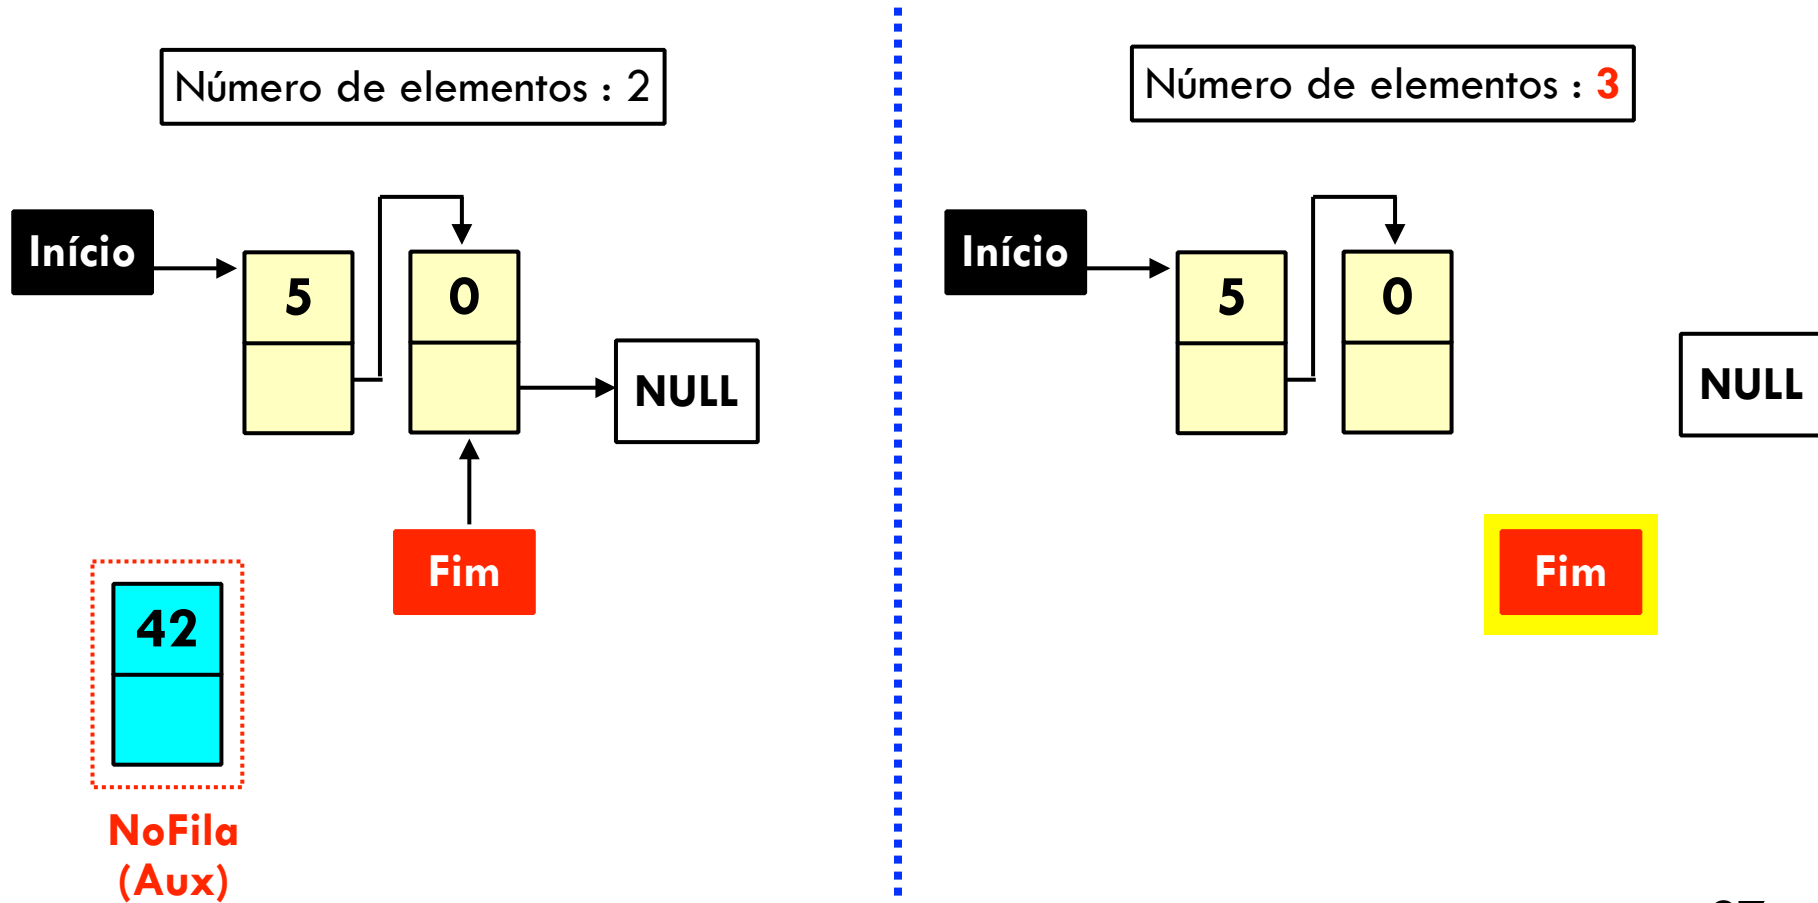 Número de elementos : 2
Início
5
0
NULL
Fim
42
NoFila
(Aux)
Número de elementos : 3
Início
5
0
NULL
Fim